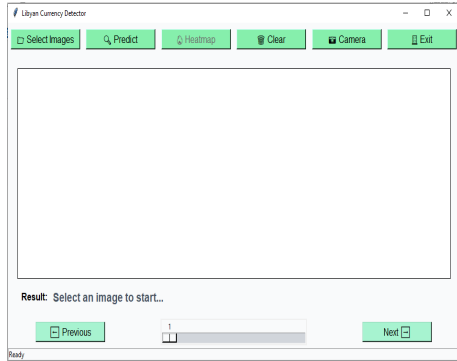 Libyan Currency Detector
Select Images Predict Heatmap Clear Camera Exit
Result: Select an image to start...
1
Previous Next
Ready